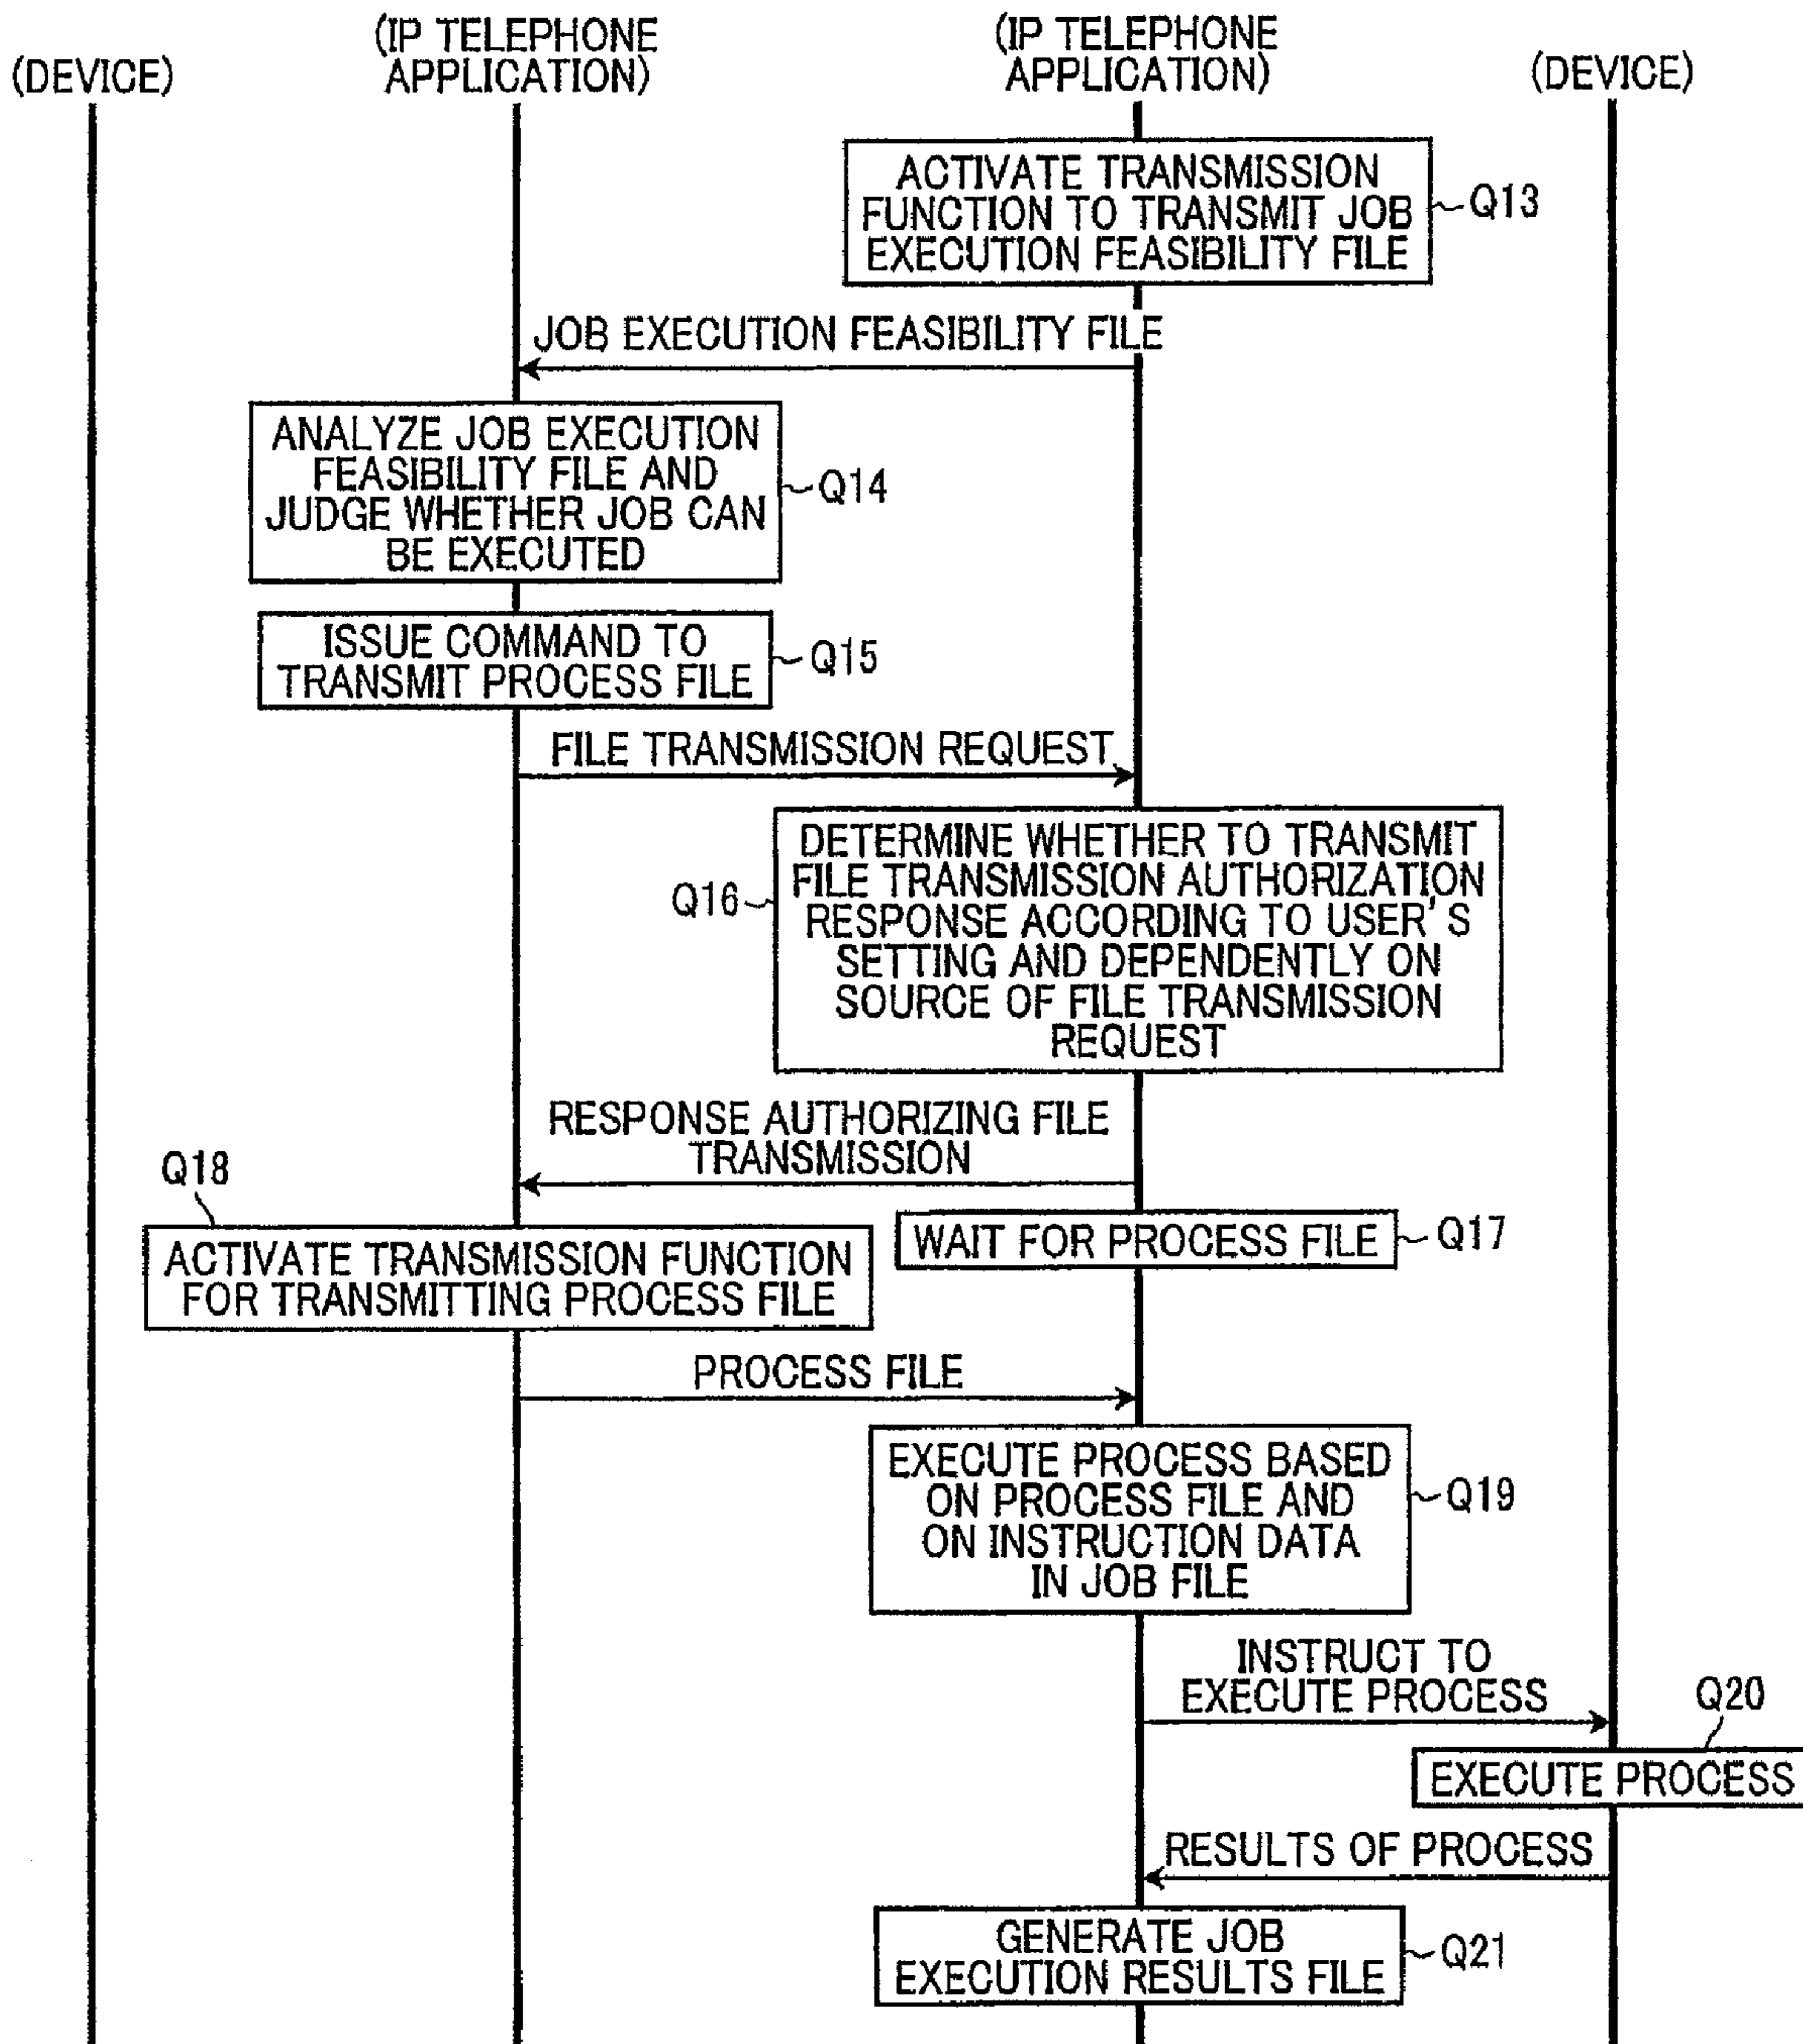 (DEVICE)
(IP TELEPHONE
APPLICATION)
(IP TELEPHONE
APPLICATION)
(DEVICE)
ACTIVATE TRANSMISSION
FUNCTION TO TRANSMIT JOB
EXECUTION FEASIBILITY FILE
Q13
JOB EXECUTION FEASIBILITY FILE
ANALYZE JOB EXECUTION
FEASIBILITY FILE AND
JUDGE WHETHER JOB CAN
BE EXECUTED
Q14
ISSUE COMMAND TO
TRANSMIT PROCESS FILE
Q15
FILE TRANSMISSION REQUEST
DETERMINE WHETHER TO TRANSMIT
FILE TRANSMISSION AUTHORIZATION
RESPONSE ACCORDING TO USER'S
SETTING AND DEPENDENTLY ON
SOURCE OF FILE TRANSMISSION
REQUEST
Q16
RESPONSE AUTHORIZING FILE
TRANSMISSION
Q18
WAIT FOR PROCESS FILE
Q17
ACTIVATE TRANSMISSION FUNCTION
FOR TRANSMITTING PROCESS FILE
PROCESS FILE
EXECUTE PROCESS BASED
ON PROCESS FILE AND
ON INSTRUCTION DATA
IN JOB FILE
Q19
INSTRUCT TO
EXECUTE PROCESS
Q20
EXECUTE PROCESS
RESULTS OF PROCESS
GENERATE JOB
EXECUTION RESULTS FILE
Q21